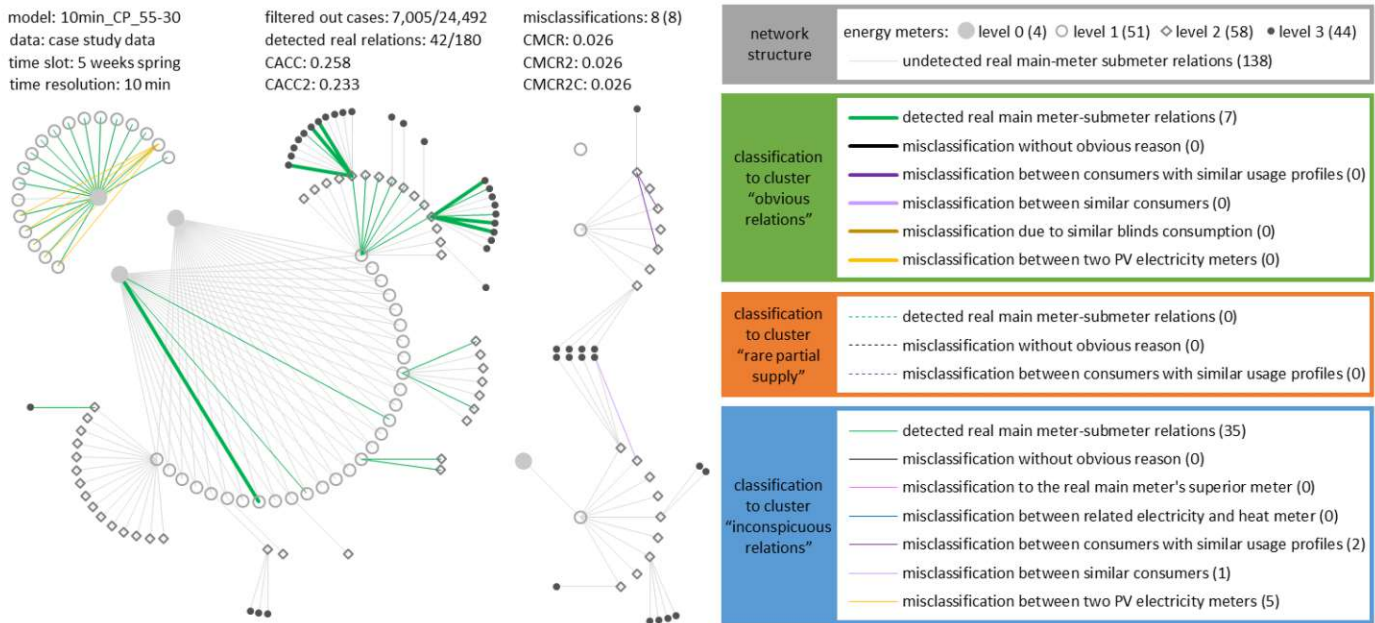 model: 10min_CP_55-30
data: case study data
time slot: 5 weeks spring
time resolution: 10 min
filtered out cases: 7,005/24,492
detected real relations: 42/180
CACC: 0.258
CACC2: 0.233
misclassifications: 8 (8)
CMCR: 0.026
CMCR2: 0.026
CMCR2C: 0.026
network
structure
energy meters: level 0 (4) level 1 (51) level 2 (58) level 3 (44)
undetected real main-meter submeter relations (138)
classification
to cluster
“obvious
relations”
detected real main meter-submeter relations (7)
misclassification without obvious reason (0)
misclassification between consumers with similar usage profiles (0)
misclassification between similar consumers (0)
misclassification due to similar blinds consumption (0)
misclassification between two PV electricity meters (0)
classification
to cluster
“rare partial
supply”
detected real main meter-submeter relations (0)
misclassification without obvious reason (0)
misclassification between consumers with similar usage profiles (0)
classification
to cluster
“inconspicuous
relations”
detected real main meter-submeter relations (35)
misclassification without obvious reason (0)
misclassification to the real main meter's superior meter (0)
misclassification between related electricity and heat meter (0)
misclassification between consumers with similar usage profiles (2)
misclassification between similar consumers (1)
misclassification between two PV electricity meters (5)